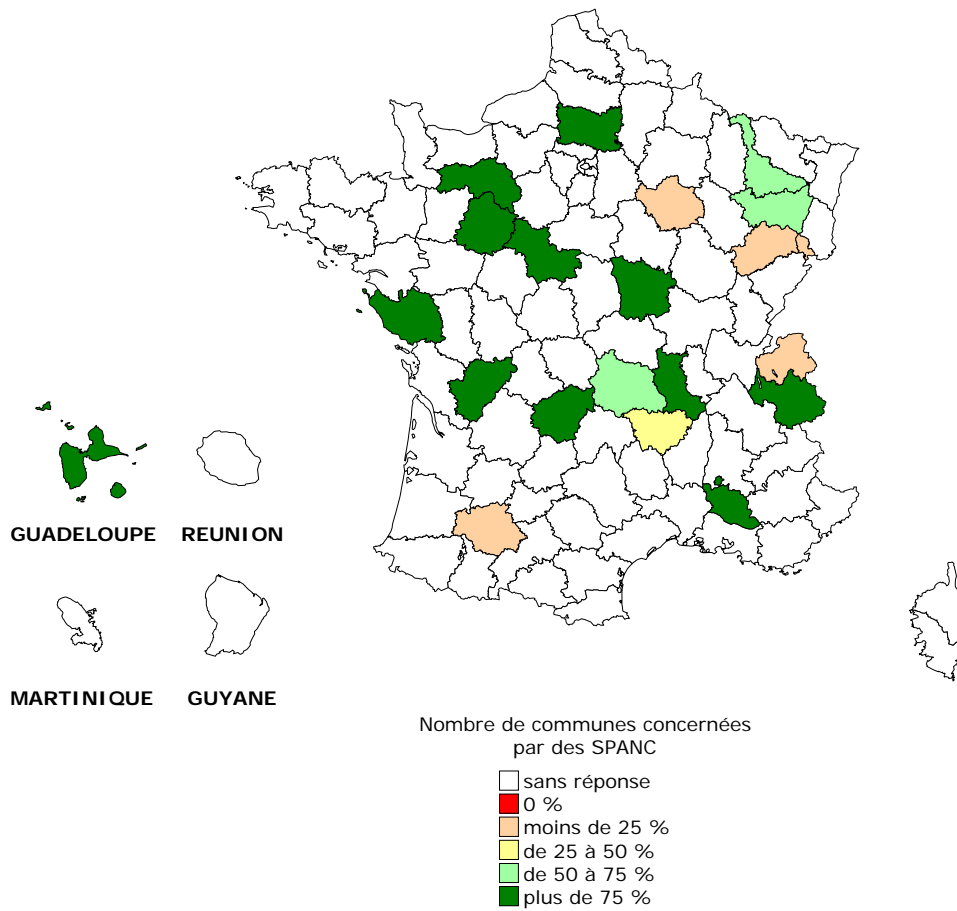 GUADELOUPE REUNION
MARTINIQUE GUYANE
Nombre de communes concernées
par des SPANC
sans réponse
0 %
moins de 25 %
de 25 à 50 %
de 50 à 75 %
plus de 75 %